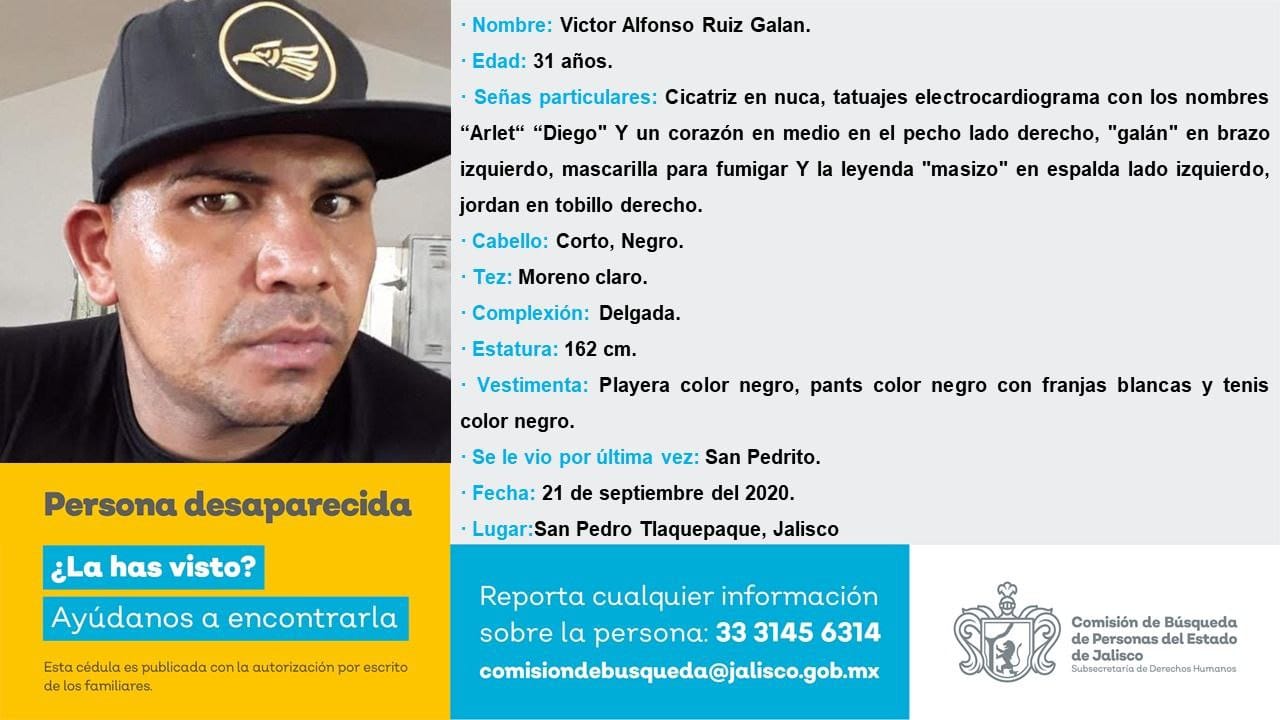 · Nombre: Victor Alfonso Ruiz Galan.
· Edad: 31 años.
· Señas particulares: Cicatriz en nuca, tatuajes electrocardiograma con los nombres
“Arlet“ “Diego" Y un corazón en medio en el pecho lado derecho, "galán" en brazo
izquierdo, mascarilla para fumigar Y la leyenda "masizo" en espalda lado izquierdo,
jordan en tobillo derecho.
· Cabello: Corto, Negro.
· Tez: Moreno claro.
· Complexión: Delgada.
· Estatura: 162 cm.
· Vestimenta: Playera color negro, pants color negro con franjas blancas y tenis
color negro.
· Se le vio por última vez: San Pedrito.
· Fecha: 21 de septiembre del 2020.
· Lugar:San Pedro Tlaquepaque, Jalisco
Persona desaparecida
¿La has visto?
Ayúdanos a encontrarla
Esta cédula es publicada con la autorización por escrito
de los familiares.
Reporta cualquier información
sobre la persona: 33 3145 6314
comisiondebusqueda@jalisco.gob.mx
Comisión de Búsqueda
de Personas del Estado
de Jalisco
Subsecretaría de Derechos Humanos